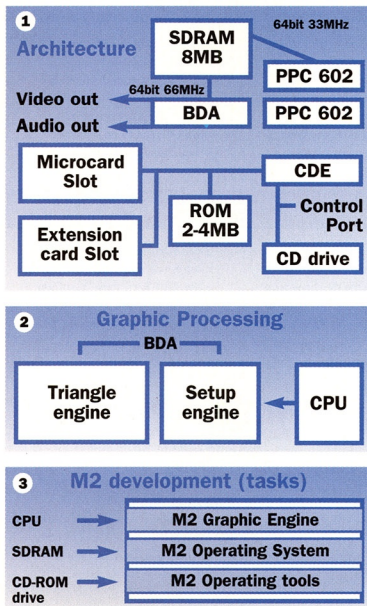 1
Architecture
SDRAM
8MB
64bit 33MHz
PPC 602
64bit 66MHz
Video out
BDA
PPC 602
Audio out
Microcard
Slot
CDE
ROM
2-4MB
Control
Port
Extension
card Slot
CD drive
2
Graphic Processing
BDA
Triangle
engine
Setup
engine
CPU
3
M2 development (tasks)
CPU
M2 Graphic Engine
SDRAM
M2 Operating System
CD-ROM
drive
M2 Operating tools